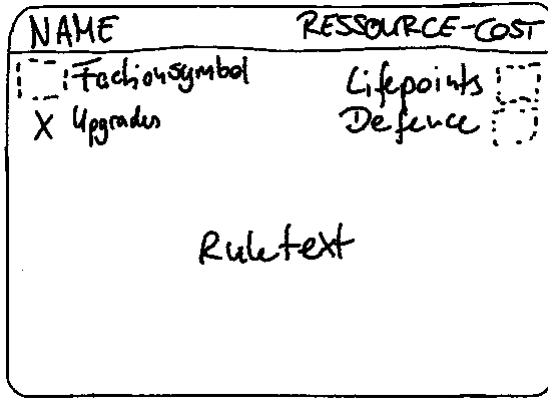 NAME RESSOURCE-COST
Factionsymbol Lifepoints
X Upgrades Defence
Ruletext